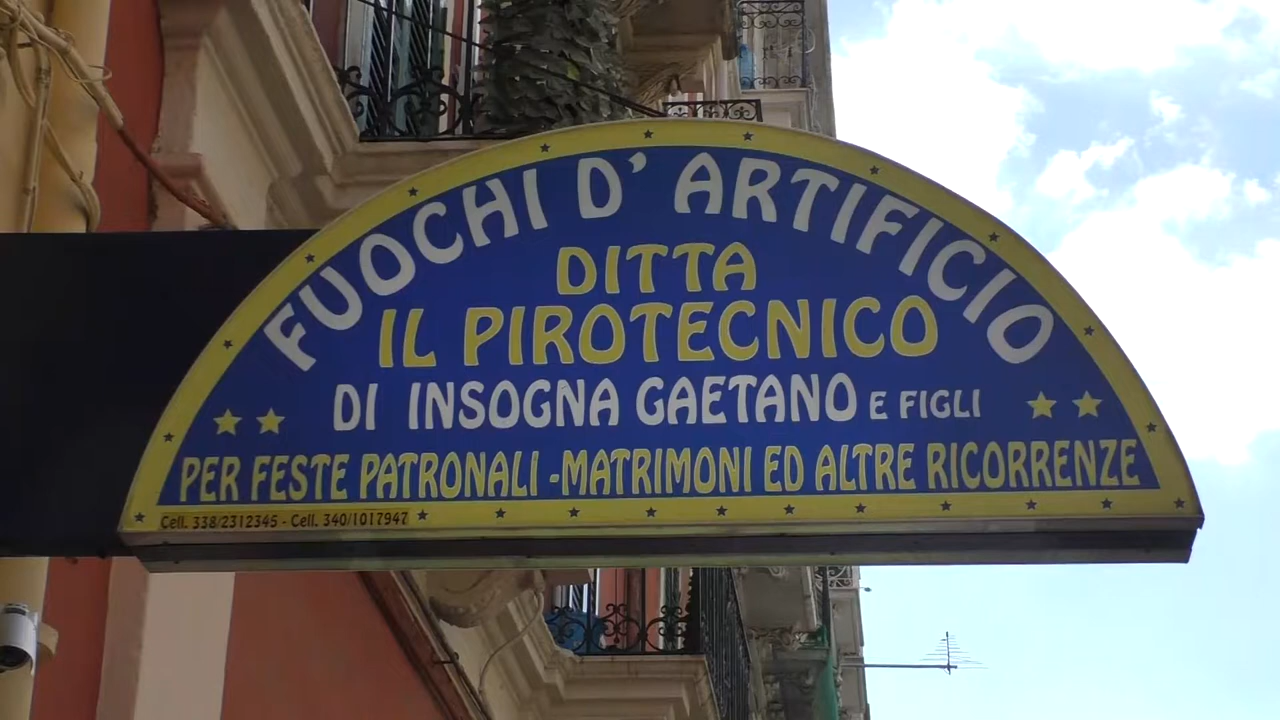 FUOCHI D' ARTIFICIO
DITTA
IL PIROTECNICO
DI INSOGNA GAETANO E FIGLI
PER FESTE PATRONALI - MATRIMONI ED ALTRE RICORRENZE
Cell. 338/2312345 - Cell. 340/1017947